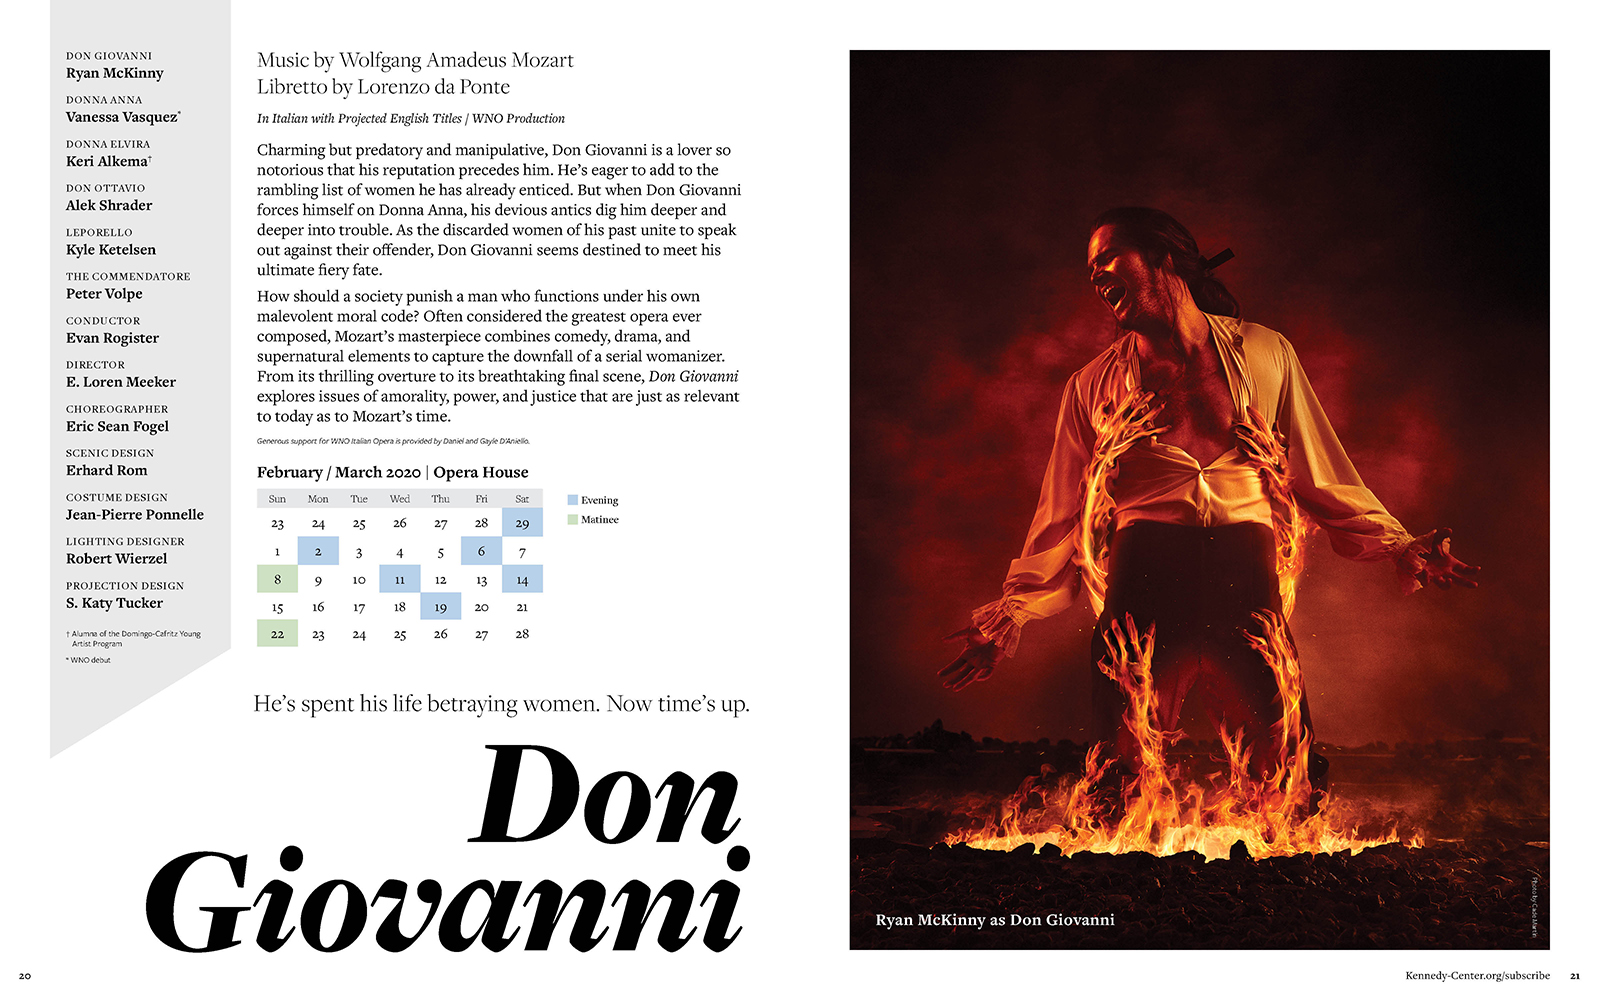 DON GIOVANNI
Ryan McKinny
DONNA ANNA
Vanessa Vasquez*
DONNA ELVIRA
Keri Alkema†
DON OTTAVIO
Alek Shrader
LEPORELLO
Kyle Ketelsen
THE COMMENDATORE
Peter Volpe
CONDUCTOR
Evan Rogister
DIRECTOR
E. Loren Meeker
CHOREOGRAPHER
Eric Sean Fogel
SCENIC DESIGN
Erhard Rom
COSTUME DESIGN
Jean-Pierre Ponnelle
LIGHTING DESIGNER
Robert Wierzel
PROJECTION DESIGN
S. Katy Tucker
† Alumna of the Domingo-Cafritz Young
Artist Program
* WNO debut
Music by Wolfgang Amadeus Mozart
Libretto by Lorenzo da Ponte
In Italian with Projected English Titles / WNO Production
Charming but predatory and manipulative, Don Giovanni is a lover so
notorious that his reputation precedes him. He’s eager to add to the
rambling list of women he has already enticed. But when Don Giovanni
forces himself on Donna Anna, his devious antics dig him deeper and
deeper into trouble. As the discarded women of his past unite to speak
out against their offender, Don Giovanni seems destined to meet his
ultimate fiery fate.
How should a society punish a man who functions under his own
malevolent moral code? Often considered the greatest opera ever
composed, Mozart’s masterpiece combines comedy, drama, and
supernatural elements to capture the downfall of a serial womanizer.
From its thrilling overture to its breathtaking final scene, Don Giovanni
explores issues of amorality, power, and justice that are just as relevant
to today as to Mozart’s time.
Generous support for WNO Italian Opera is provided by Daniel and Gayle D’Aniello.
February / March 2020 | Opera House
Sun Mon Tue Wed Thu Fri Sat
23 24 25 26 27 28 29
1 2 3 4 5 6 7
8 9 10 11 12 13 14
15 16 17 18 19 20 21
22 23 24 25 26 27 28
Evening
Matinee
He’s spent his life betraying women. Now time’s up.
Don
Giovanni
20
Ryan McKinny as Don Giovanni
Photo by Cade Martin
Kennedy-Center.org/subscribe 21